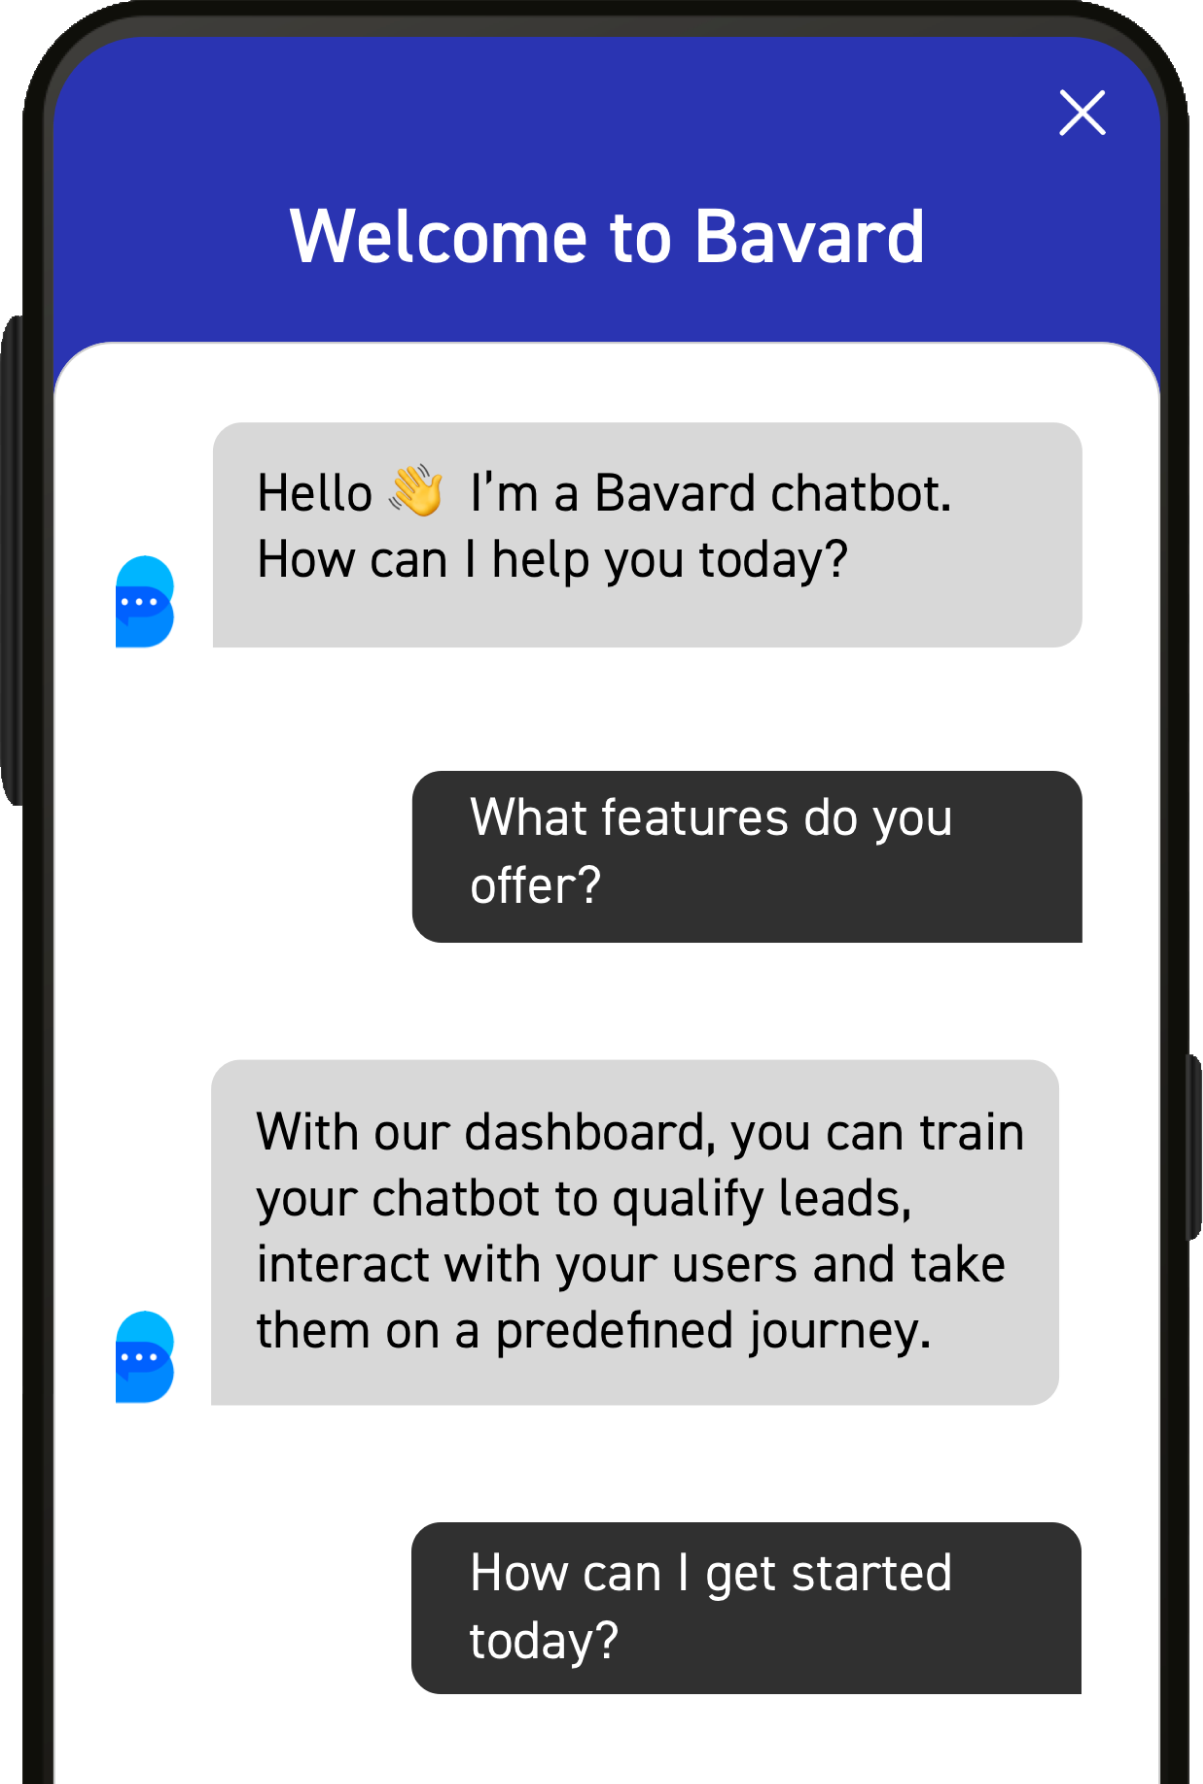 Welcome to Bavard
Hello 👋 I’m a Bavard chatbot.
How can I help you today?
What features do you
offer?
With our dashboard, you can train
your chatbot to qualify leads,
interact with your users and take
them on a predefined journey.
How can I get started
today?